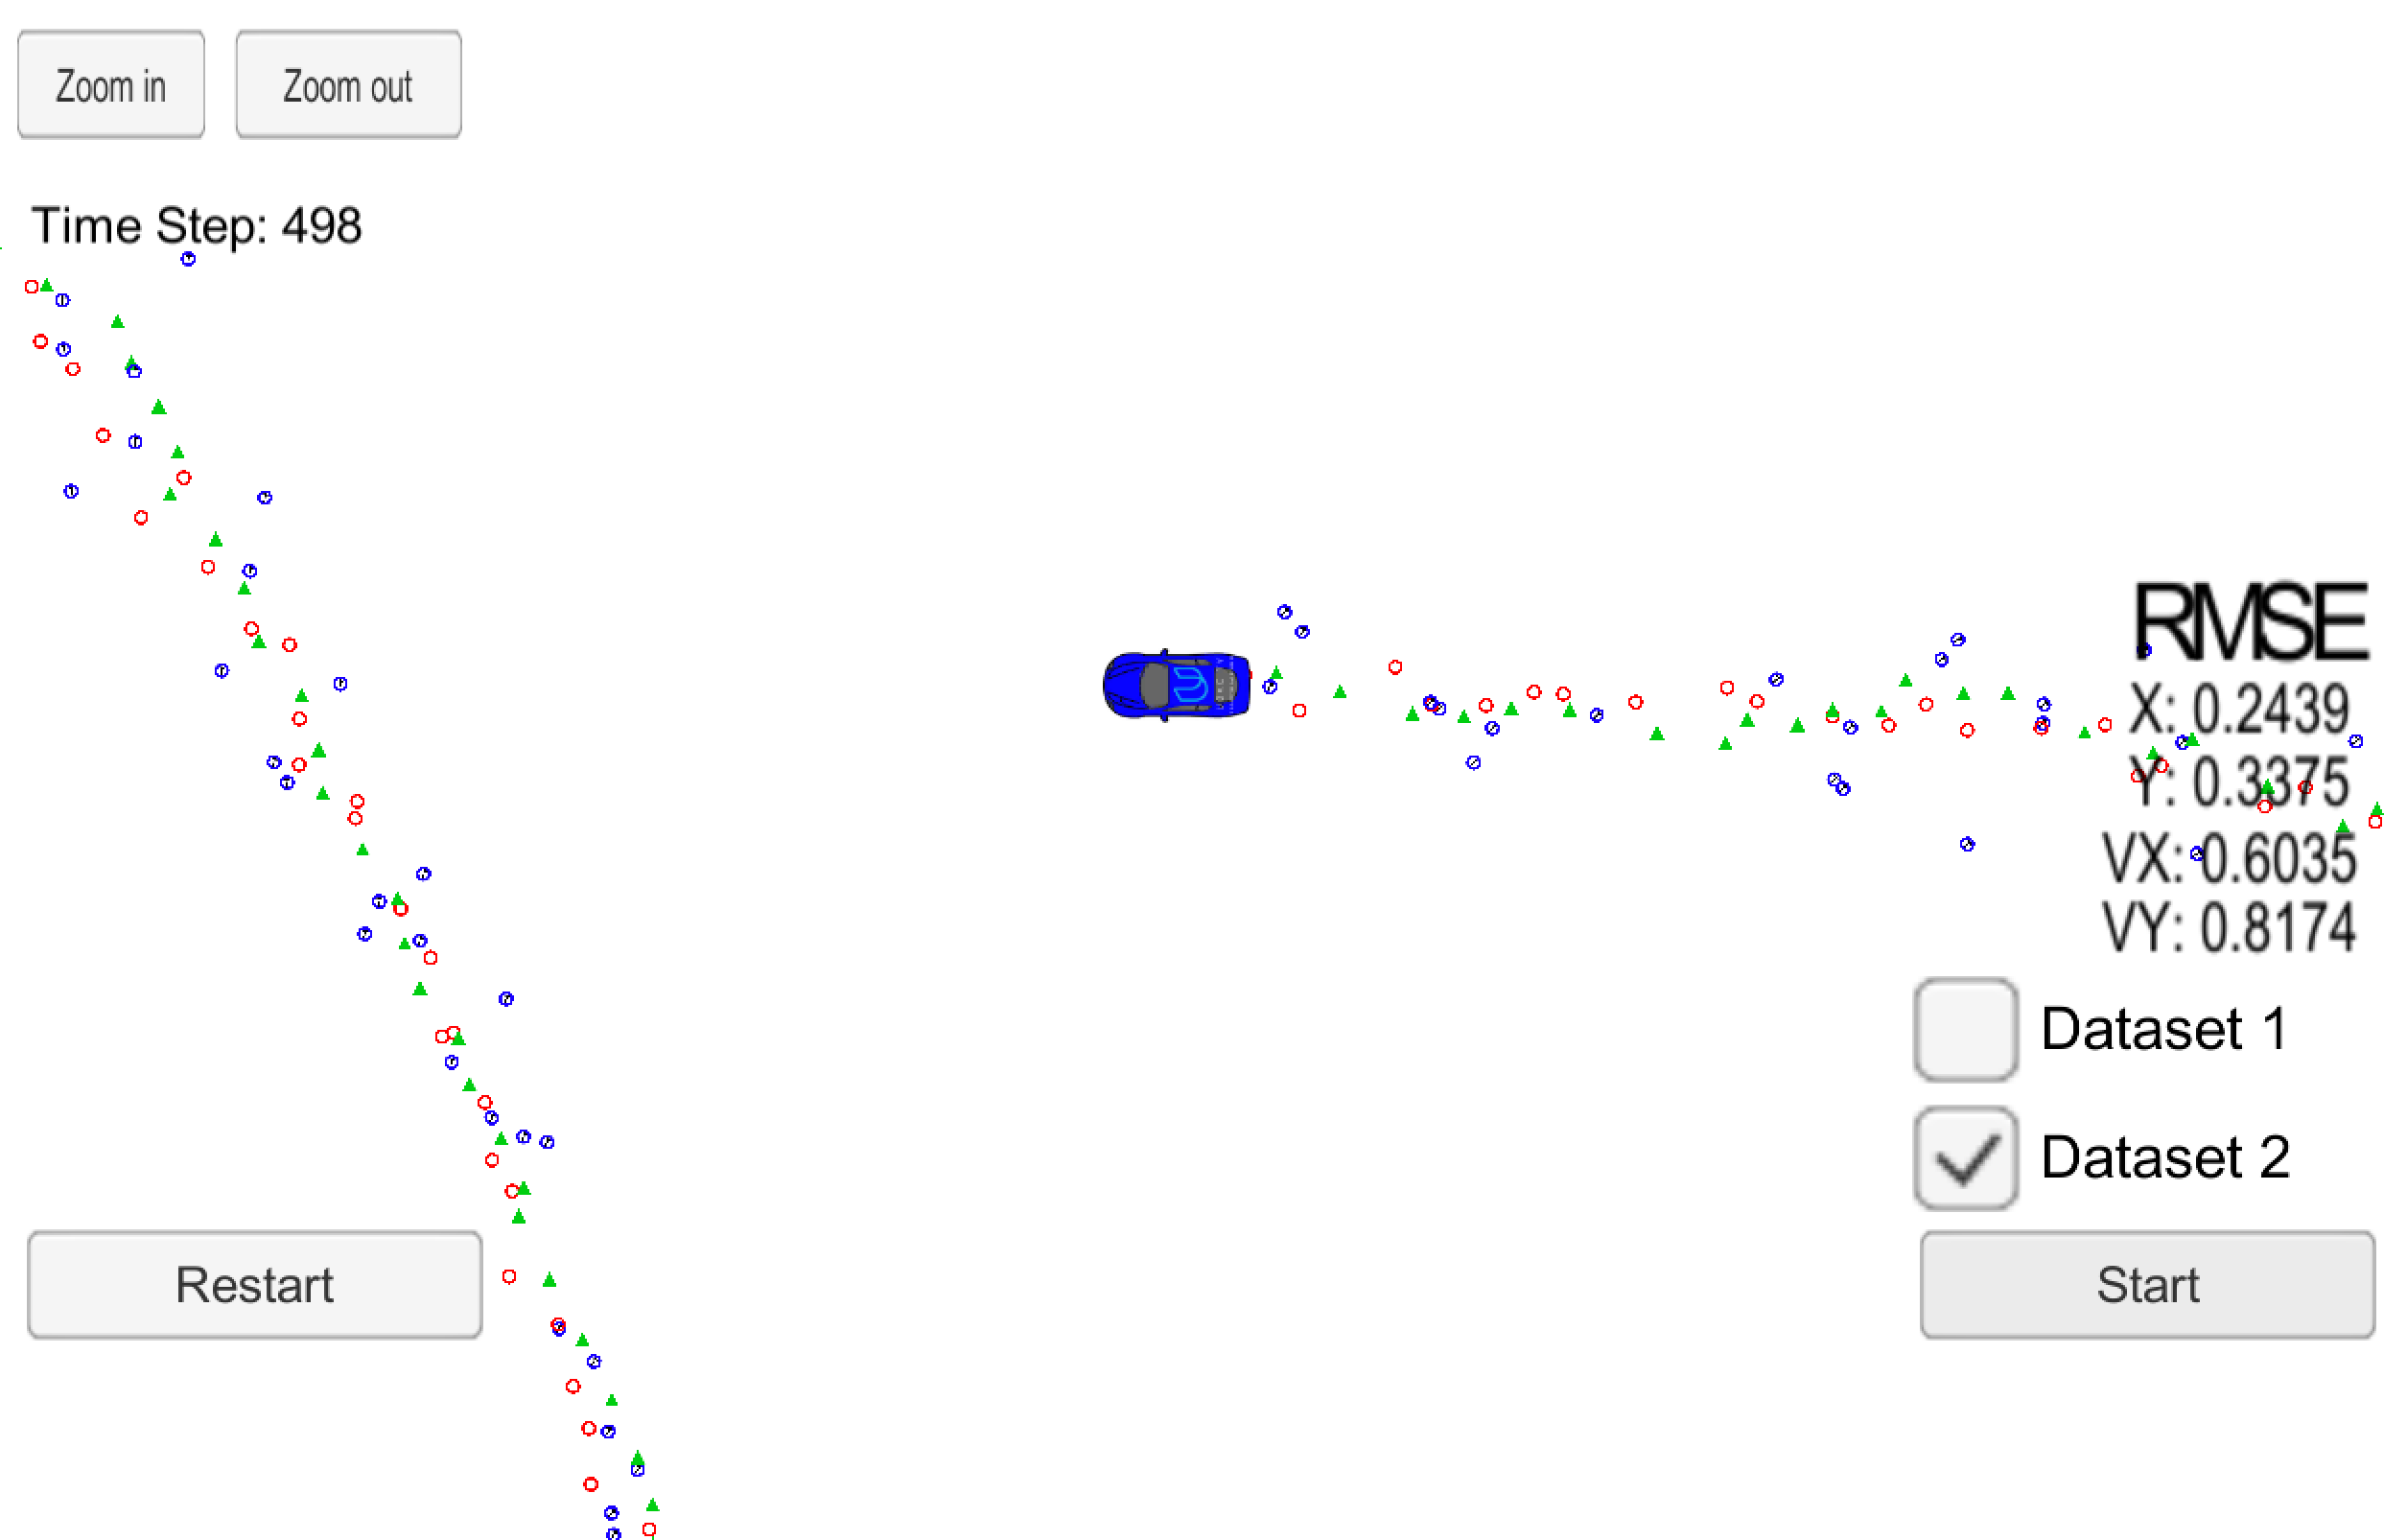 Zoom in
Zoom out
Time Step: 498
RMSE
X: 0.2439
Y: 0.3375
VX: 0.6035
VY: 0.8174
Dataset 1
Dataset 2
Restart
Start